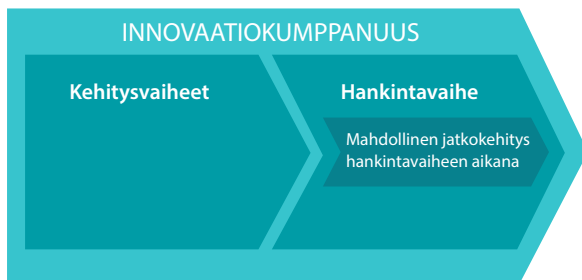 INNOVAATIOKUMPPANUUS
Kehitysvaiheet
Hankintavaihe
Mahdollinen jatkokehitys
hankintavaiheen aikana